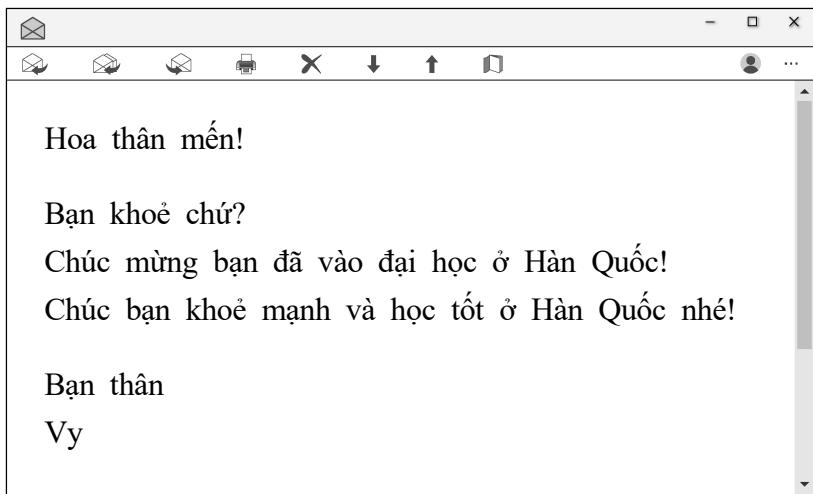 Hoa thân mến!
Bạn khoẻ chứ?
Chúc mừng bạn đã vào đại học ở Hàn Quốc!
Chúc bạn khoẻ mạnh và học tốt ở Hàn Quốc nhé!
Bạn thân
Vy